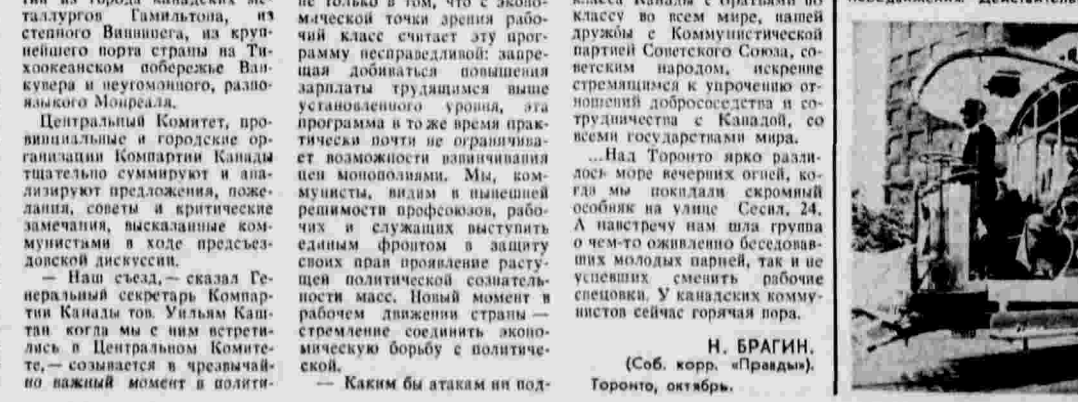 тии из города канадских ме-
таллургов Гамильтона, из
степного Виннипега, из круп-
нейшего порта страны на Ти-
хоокеанском побережье Ван-
кувера и неугомонного, разно-
языкого Монреаля.
Центральный Комитет, про-
винциальные и городские ор-
ганизации Компартии Канады
тщательно суммируют и ана-
лизируют предложения, поже-
лания, советы и критические
замечания, высказанные ком-
мунистами в ходе предсъез-
довской дискуссии.
— Наш съезд,— сказал Ге-
неральный секретарь Компар-
тии Канады тов. Уильям Каш-
тан, когда мы с ним встрети-
лись в Центральном Комите-
те,— созывается в чрезвычай-
но важный момент в полити-
не только в том, что с эконо-
мической точки зрения рабо-
чий класс считает эту прог-
рамму несправедливой: запре-
щая добиваться повышения
зарплаты трудящимся выше
установленного уровня, эта
программа в то же время прак-
тически почти не ограничива-
ет возможности взвинчивания
цен монополиями. Мы, ком-
мунисты, видим в нынешней
решимости профсоюзов, рабо-
чих и служащих выступить
единым фронтом в защиту
своих прав проявление расту-
щей политической сознатель-
ности масс. Новый момент в
рабочем движении страны —
стремление соединить эконо-
мическую борьбу с политиче-
ской.
— Каким бы атакам ни под-
класса Канады с братьями по
классу во всем мире, нашей
дружбы с Коммунистической
партией Советского Союза, со-
ветским народом, искренне
стремящимся к упрочению от-
ношений добрососедства и со-
трудничества с Канадой, со
всеми государствами мира.
...Над Торонто ярко разли-
лось море вечерних огней, ко-
гда мы покидали скромный
особняк на улице Сесил, 24.
А навстречу нам шла группа
о чем-то оживленно беседовав-
ших молодых парней, так и не
успевших сменить рабочие
спецовки. У канадских комму-
нистов сейчас горячая пора.
Н. БРАГИН.
(Соб. корр. «Правды»).
Торонто, октябрь.